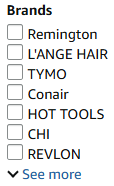 Brands
Remington
L'ANGE HAIR
TYMO
Conair
HOT TOOLS
CHI
REVLON
See more